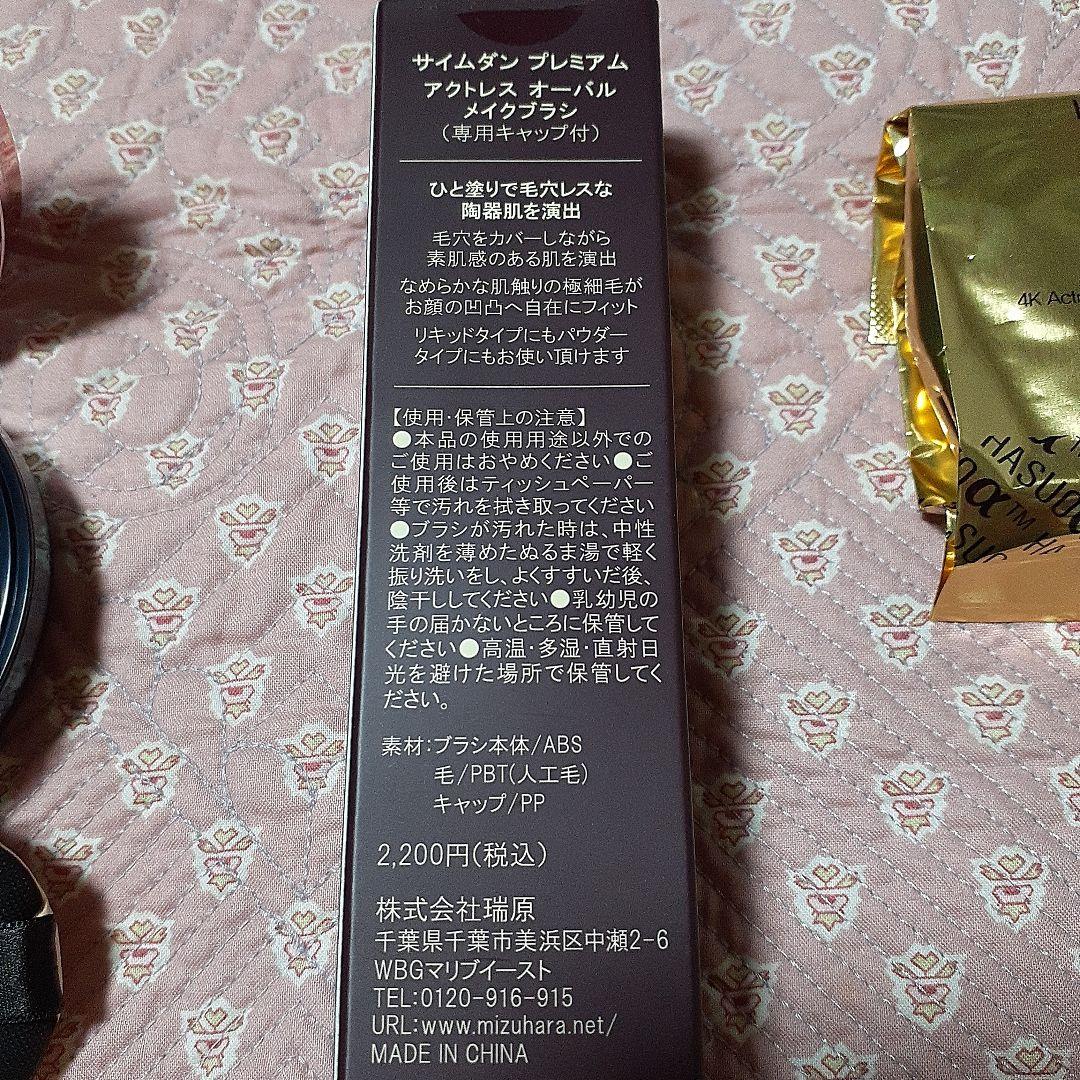 サイムダン プレミアム
アクトレス オーバル
メイクブラシ
(専用キャップ付)
ひと塗りで毛穴レスな
陶器肌を演出
毛穴をカバーしながら
素肌感のある肌を演出
なめらかな肌触りの極細毛が
お顔の凹凸へ自在にフィット
リキッドタイプにもパウダー
タイプにもお使い頂けます
【使用・保管上の注意】
●本品の使用用途以外での
ご使用はおやめください●ご
使用後はティッシュペーパー
等で汚れを拭き取ってください
●ブラシが汚れた時は、中性
洗剤を薄めたぬるま湯で軽く
振り洗いをし、よくすすいだ後、
陰干ししてください●乳幼児の
手の届かないところに保管して
ください●高温・多湿・直射日
光を避けた場所で保管してく
ださい。
素材:ブラシ本体/ABS
毛/PBT(人工毛)
キャップ/PP
2,200円(税込)
株式会社瑞原
千葉県千葉市美浜区中瀬2-6
WBGマリブイースト
TEL:0120-916-915
URL:www.mizuhara.net/
MADE IN CHINA
4K